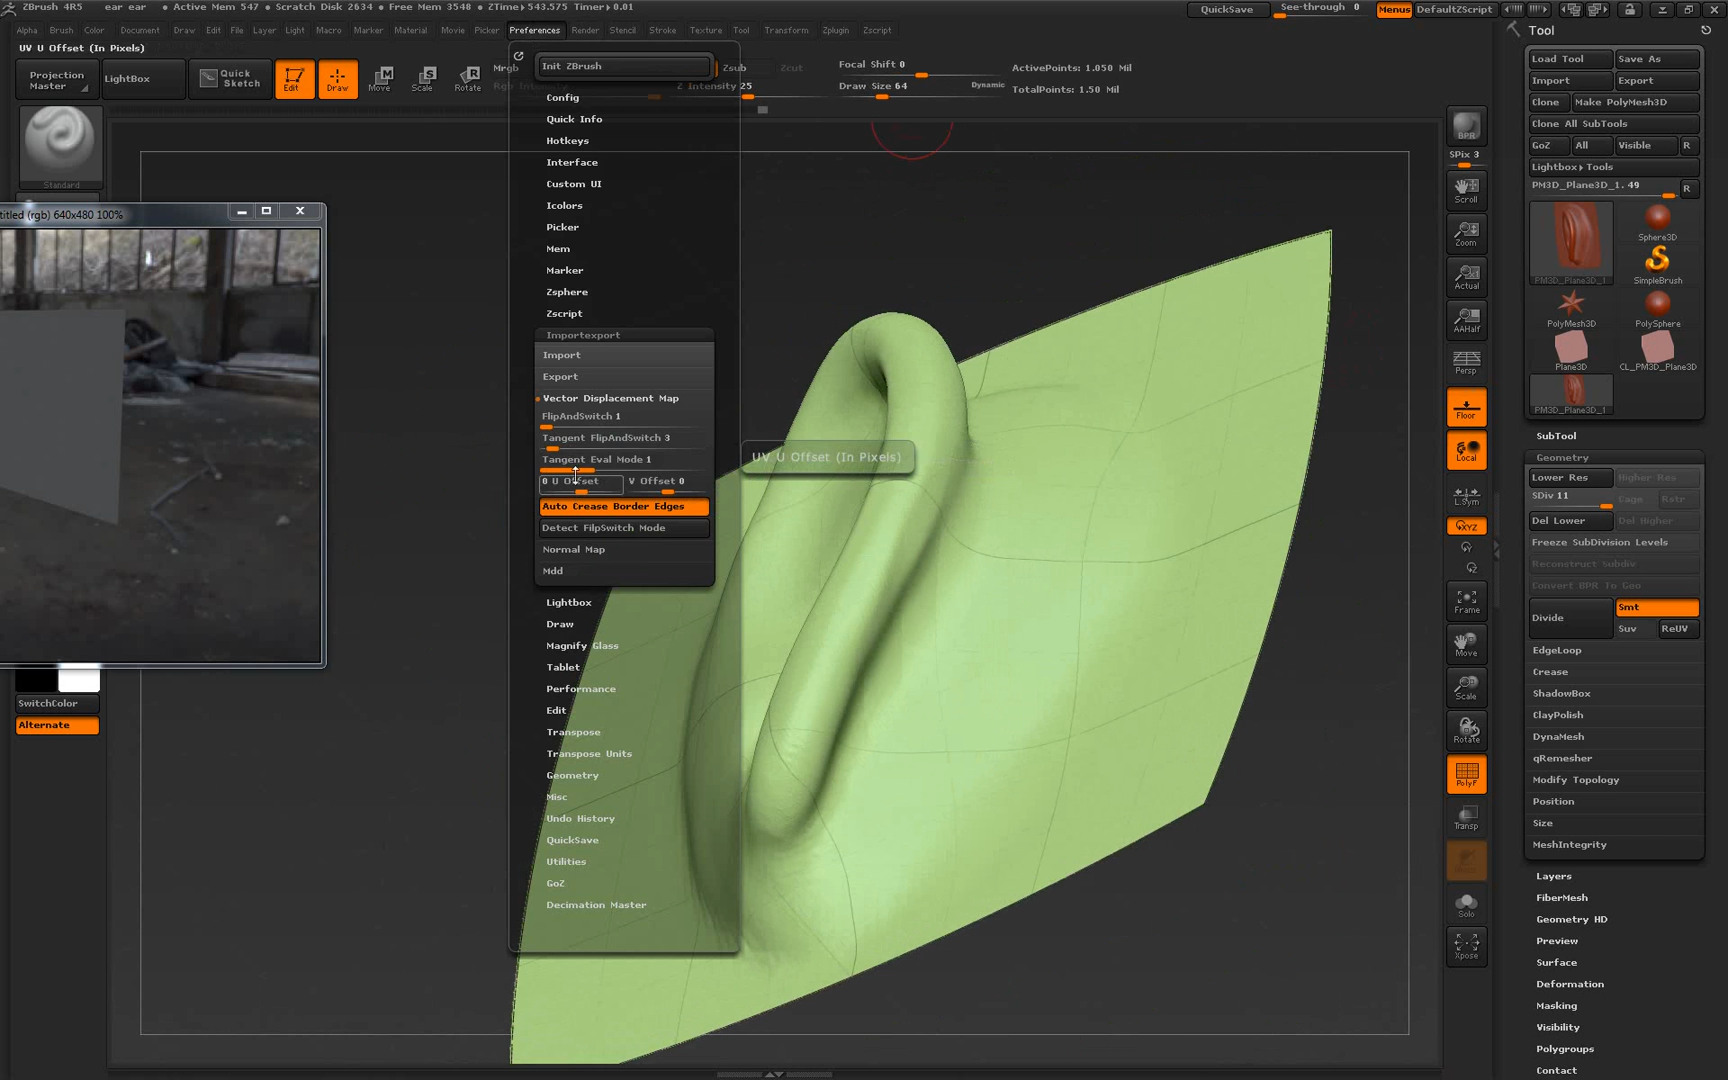 ZBrush 4R5 ear ear • Active Mem 547 • Scratch Disk 2634 • Free Mem 3548 • ZTime▸543.575 Timer▸0.01 QuickSave See-through 0 Menus DefaultZScript
Alpha Brush Color Document Draw Edit File Layer Light Macro Marker Material Movie Picker Preferences Render Stencil Stroke Texture Tool Transform Zplugin Zscript
UV U Offset (In Pixels)
Projection Master
LightBox
Quick Sketch
Edit
Draw
Move
Scale
Rotate
Mrgb
Zsub
Zcut
Rgb Intensity
Z Intensity 25
Focal Shift 0
Draw Size 64
Dynamic
ActivePoints: 1.050 Mil
TotalPoints: 1.50 Mil
Standard
titled (rgb) 640x480 100%
SwitchColor
Alternate
Init ZBrush
Config
Quick Info
Hotkeys
Interface
Custom UI
Icolors
Picker
Mem
Marker
Zsphere
Zscript
Importexport
Import
Export
Vector Displacement Map
FlipAndSwitch 1
Tangent FlipAndSwitch 3
Tangent Eval Mode 1
0 U Offset V Offset 0
Auto Crease Border Edges
Detect FilpSwitch Mode
Normal Map
Mdd
Lightbox
Draw
Magnify Glass
Tablet
Performance
Edit
Transpose
Transpose Units
Geometry
Misc
Undo History
QuickSave
Utilities
GoZ
Decimation Master
UV U Offset (In Pixels)
BPR
SPix 3
Scroll
Zoom
Actual
AAHalf
Persp
Floor
Local
L.Sym
XYZ
Frame
Move
Scale
Rotate
PolyF
Transp
Solo
Xpose
Tool
Load Tool Save As
Import Export
Clone Make PolyMesh3D
Clone All SubTools
GoZ All Visible R
Lightbox▸Tools
PM3D_Plane3D_1. 49 R
Sphere3D
PM3D_Plane3D_1 SimpleBrush
PolyMesh3D PolySphere
Plane3D CL_PM3D_Plane3D
PM3D_Plane3D_1
SubTool
Geometry
Lower Res Higher Res
SDiv 11 Cage Rstr
Del Lower Del Higher
Freeze SubDivision Levels
Reconstruct Subdiv
Convert BPR To Geo
Divide Smt
Suv ReUV
EdgeLoop
Crease
ShadowBox
ClayPolish
DynaMesh
qRemesher
Modify Topology
Position
Size
MeshIntegrity
Layers
FiberMesh
Geometry HD
Preview
Surface
Deformation
Masking
Visibility
Polygroups
Contact